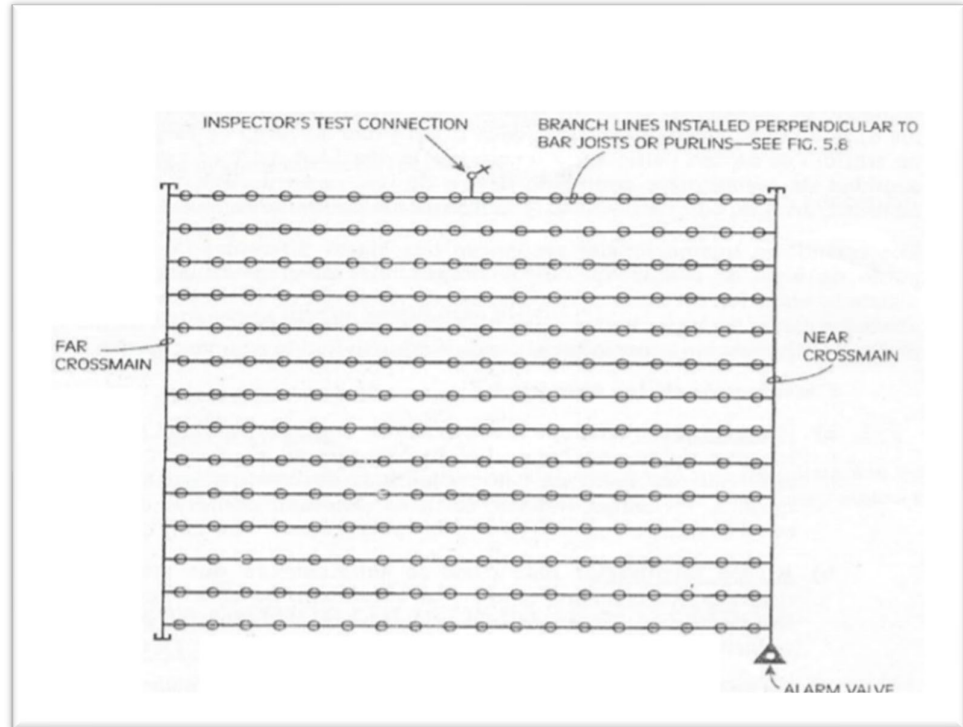 INSPECTOR'S TEST CONNECTION
BRANCH LINES INSTALLED PERPENDICULAR TO
BAR JOISTS OR PURLINS—SEE FIG. 5.8
FAR
CROSSMAIN
NEAR
CROSSMAIN
ALARM VALVE